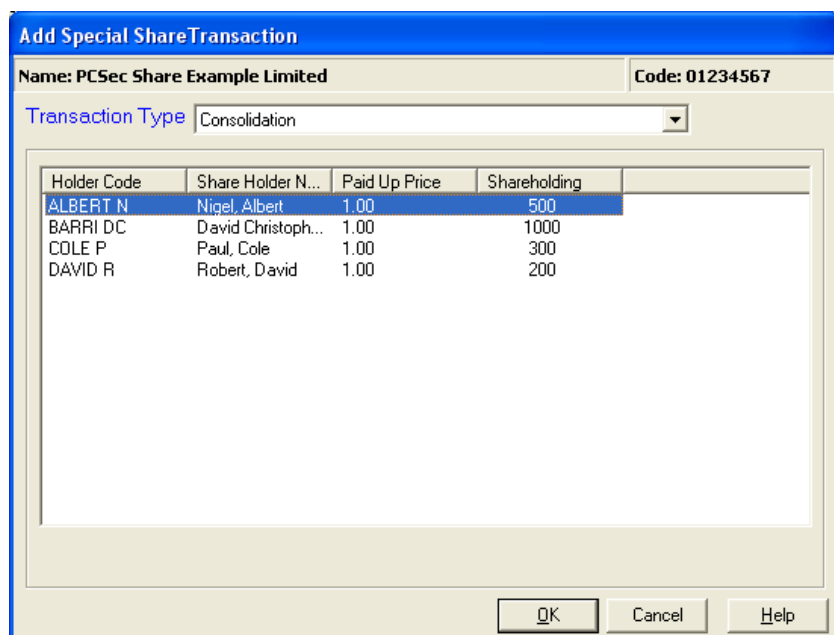 Add Special ShareTransaction
Name: PCSec Share Example Limited Code: 01234567
Transaction Type Consolidation
Holder Code Share Holder N... Paid Up Price Shareholding
ALBERT N Nigel, Albert 1.00 500
BARRI DC David Christoph... 1.00 1000
COLE P Paul, Cole 1.00 300
DAVID R Robert, David 1.00 200
OK Cancel Help